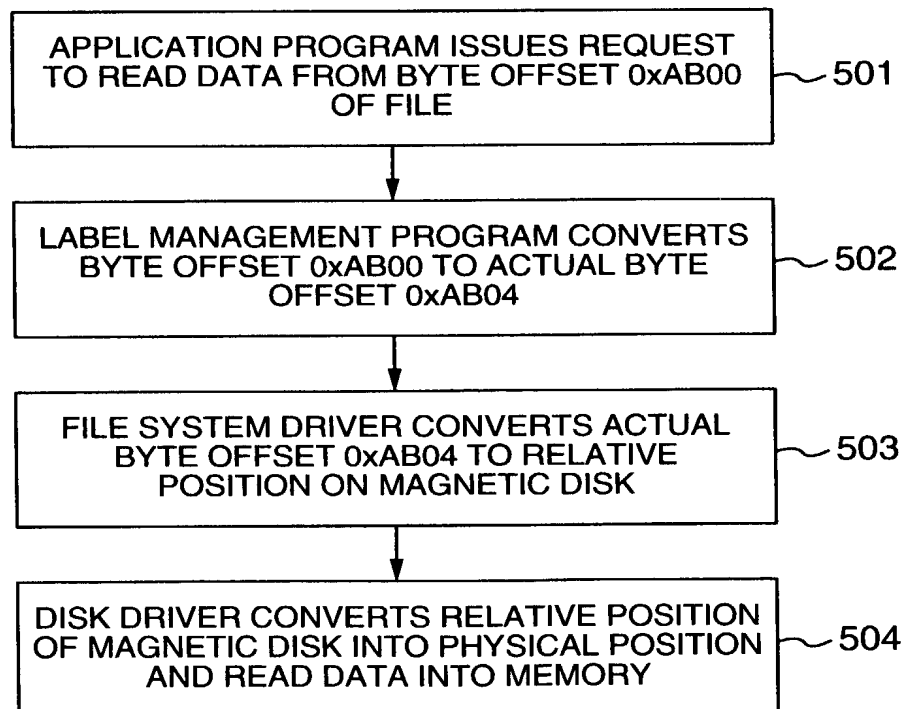 APPLICATION PROGRAM ISSUES REQUEST
TO READ DATA FROM BYTE OFFSET 0xAB00
OF FILE
501
LABEL MANAGEMENT PROGRAM CONVERTS
BYTE OFFSET 0xAB00 TO ACTUAL BYTE
OFFSET 0xAB04
502
FILE SYSTEM DRIVER CONVERTS ACTUAL
BYTE OFFSET 0xAB04 TO RELATIVE
POSITION ON MAGNETIC DISK
503
DISK DRIVER CONVERTS RELATIVE POSITION
OF MAGNETIC DISK INTO PHYSICAL POSITION
AND READ DATA INTO MEMORY
504